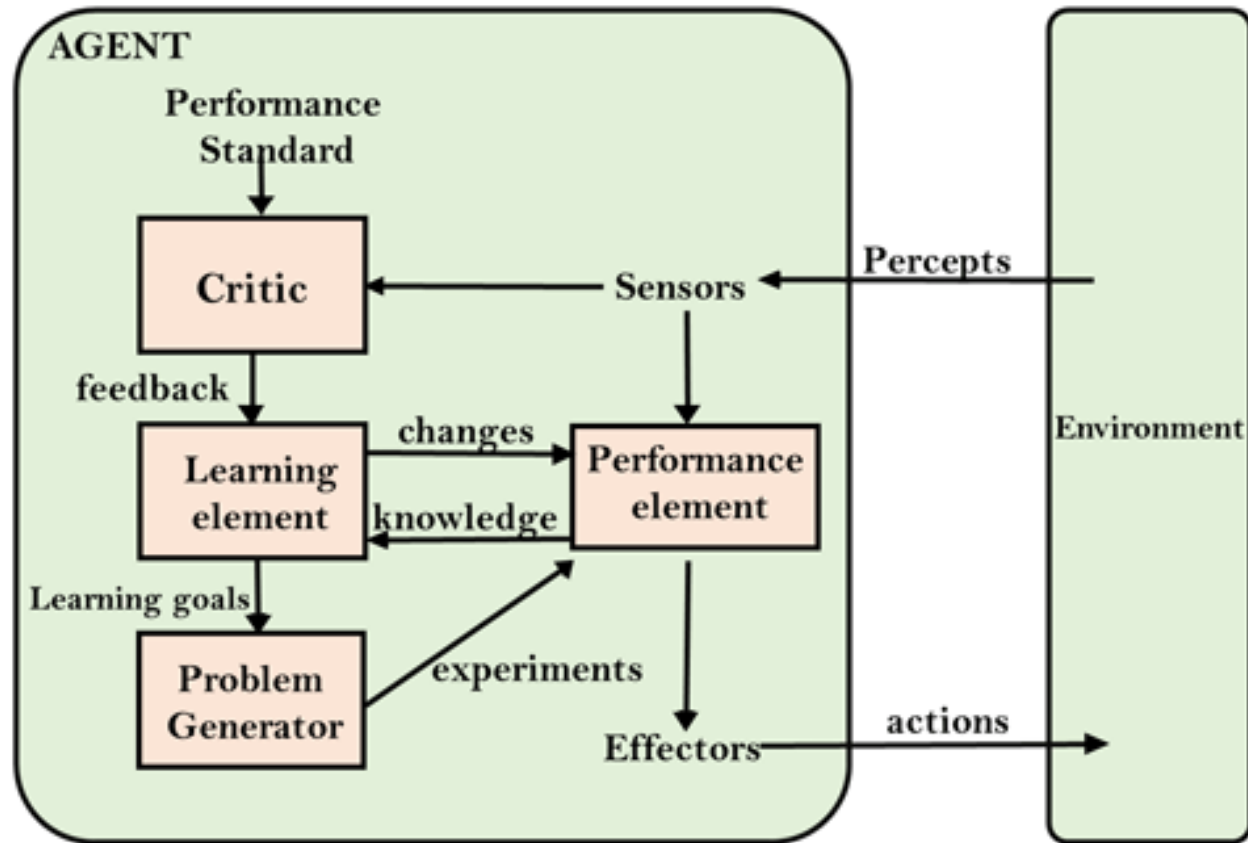 AGENT
Performance
Standard
Critic
Sensors
Percepts
feedback
changes
Learning
element
Performance
element
Environment
knowledge
Learning goals
experiments
Problem
Generator
Effectors
actions